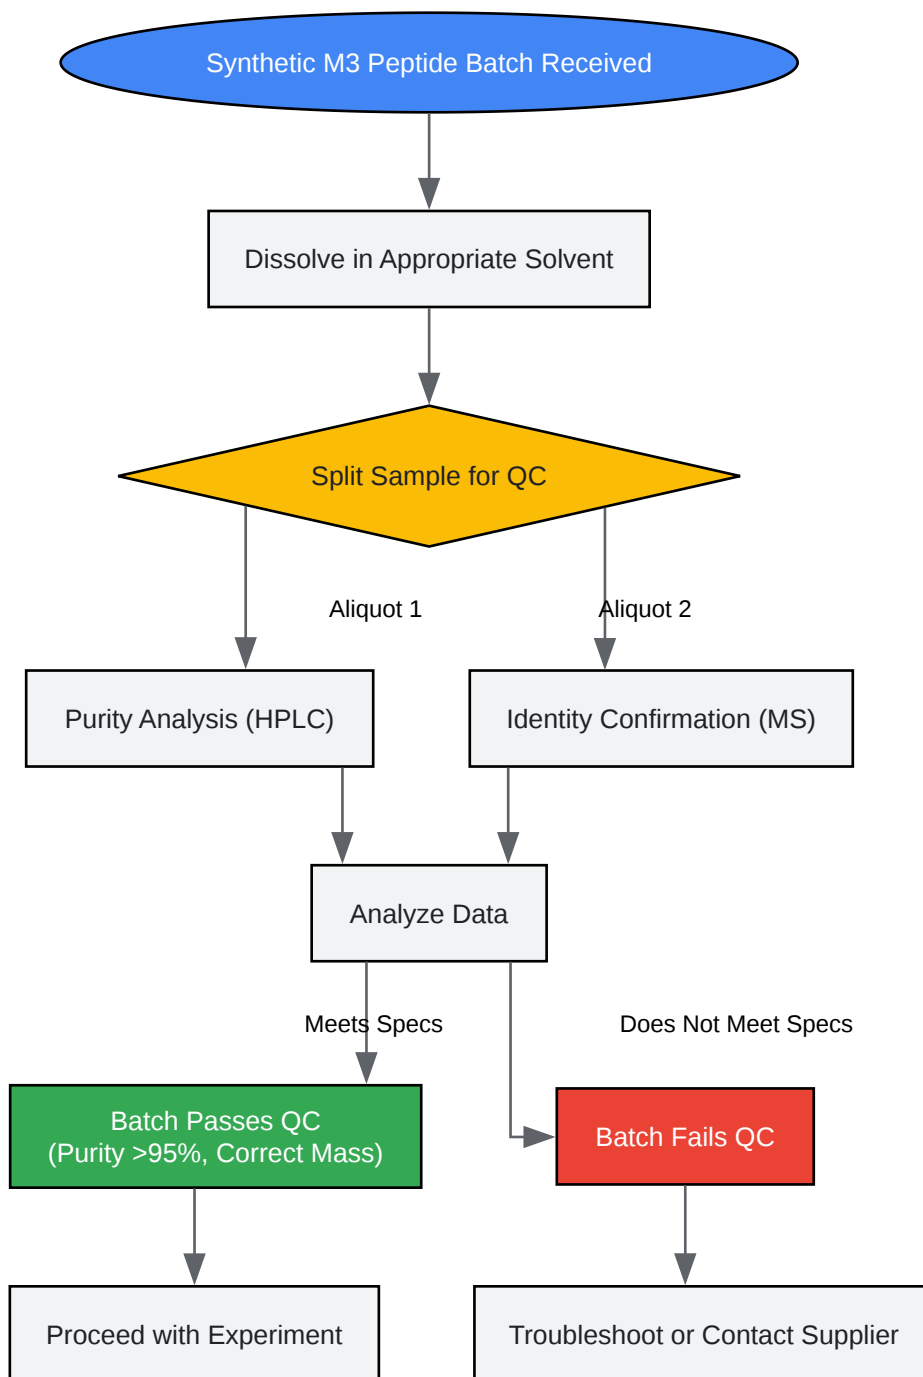 Synthetic M3 Peptide Batch Received
Dissolve in Appropriate Solvent
Split Sample for QC
Aliquot 1
Aliquot 2
Purity Analysis (HPLC)
Identity Confirmation (MS)
Analyze Data
Meets Specs
Does Not Meet Specs
Batch Passes QC
(Purity >95%, Correct Mass)
Batch Fails QC
Proceed with Experiment
Troubleshoot or Contact Supplier